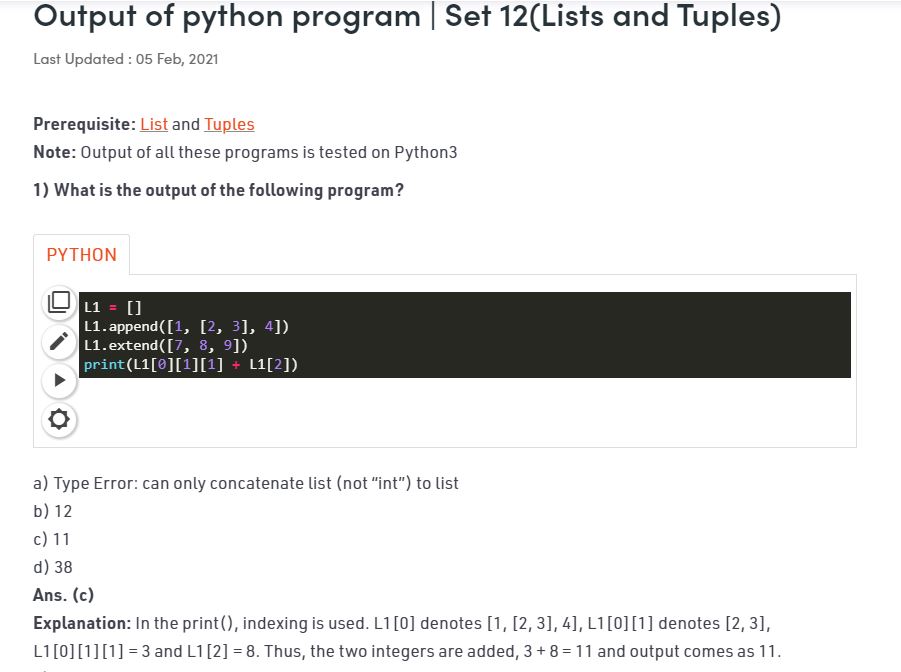 Output of python program | Set 12(Lists and Tuples)
Last Updated : 05 Feb, 2021
Prerequisite: List and Tuples
Note: Output of all these programs is tested on Python3
1) What is the output of the following program?
PYTHON
L1 = []
L1.append([1, [2, 3], 4])
L1.extend([7, 8, 9])
print(L1[0][1][1] + L1[2])
a) Type Error: can only concatenate list (not “int”) to list
b) 12
c) 11
d) 38
Ans. (c)
Explanation: In the print(), indexing is used. L1[0] denotes [1, [2, 3], 4], L1[0][1] denotes [2, 3],
L1[0][1][1] = 3 and L1[2] = 8. Thus, the two integers are added, 3 + 8 = 11 and output comes as 11.